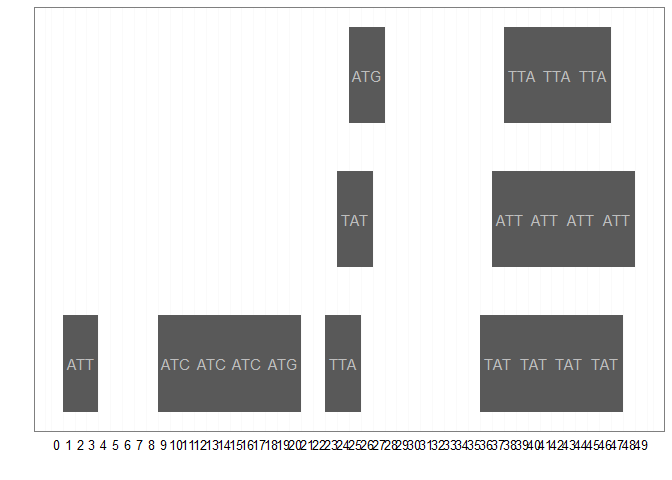 ATG TTA TTA TTA
TAT ATT ATT ATT ATT
ATT ATC ATC ATC ATG TTA TAT TAT TAT TAT
0 1 2 3 4 5 6 7 8 9 10 11 12 13 14 15 16 17 18 19 20 21 22 23 24 25 26 27 28 29 30 31 32 33 34 35 36 37 38 39 40 41 42 43 44 45 46 47 48 49